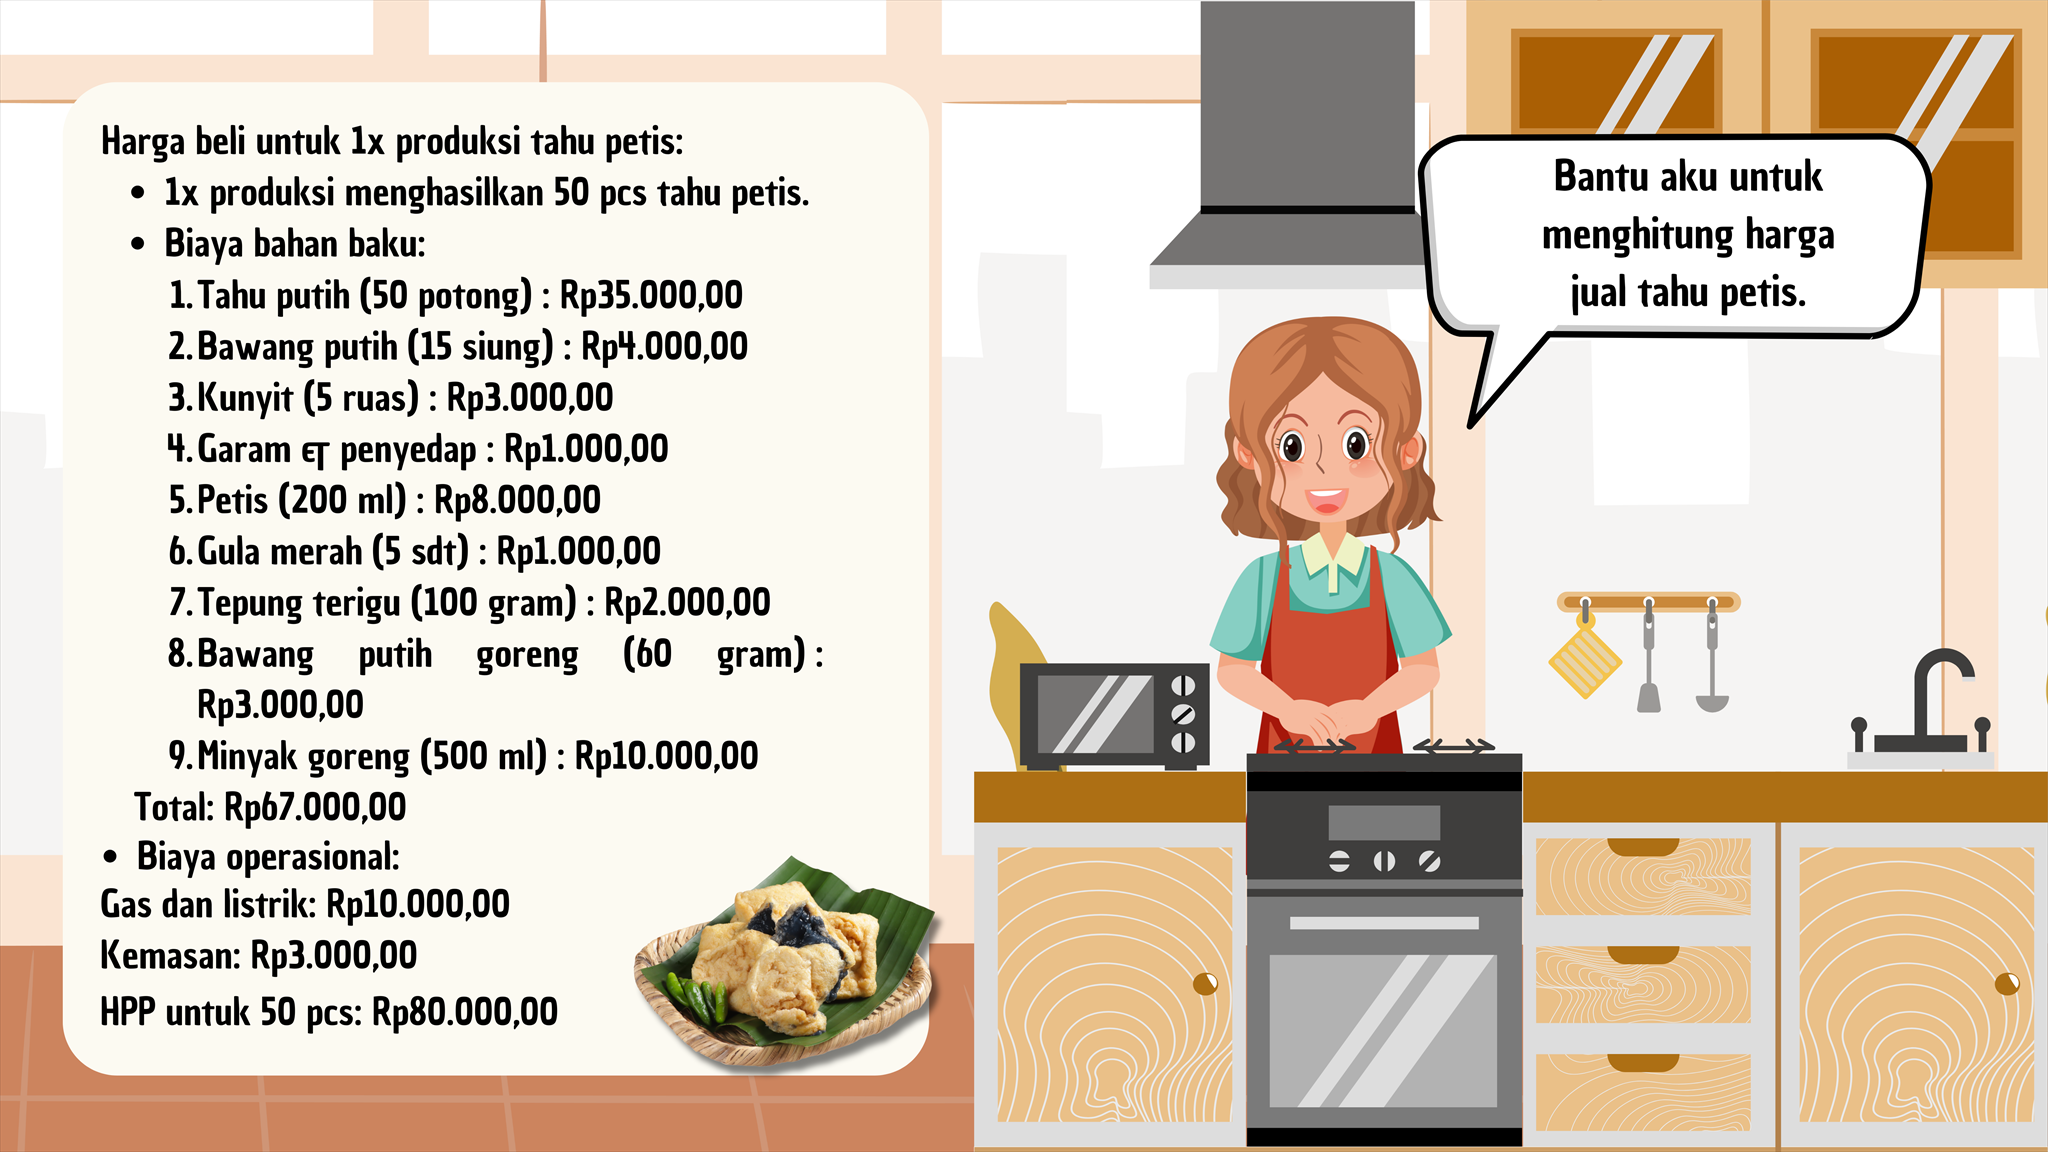 Harga beli untuk 1x produksi tahu petis:
• 1x produksi menghasilkan 50 pcs tahu petis.
• Biaya bahan baku:
1. Tahu putih (50 potong) : Rp35.000,00
2. Bawang putih (15 siung) : Rp4.000,00
3. Kunyit (5 ruas) : Rp3.000,00
4. Garam & penyedap : Rp1.000,00
5. Petis (200 ml) : Rp8.000,00
6. Gula merah (5 sdt) : Rp1.000,00
7. Tepung terigu (100 gram) : Rp2.000,00
8. Bawang putih goreng (60 gram) :
Rp3.000,00
9. Minyak goreng (500 ml) : Rp10.000,00
Total: Rp67.000,00
• Biaya operasional:
Gas dan listrik: Rp10.000,00
Kemasan: Rp3.000,00
HPP untuk 50 pcs: Rp80.000,00
Bantu aku untuk
menghitung harga
jual tahu petis.